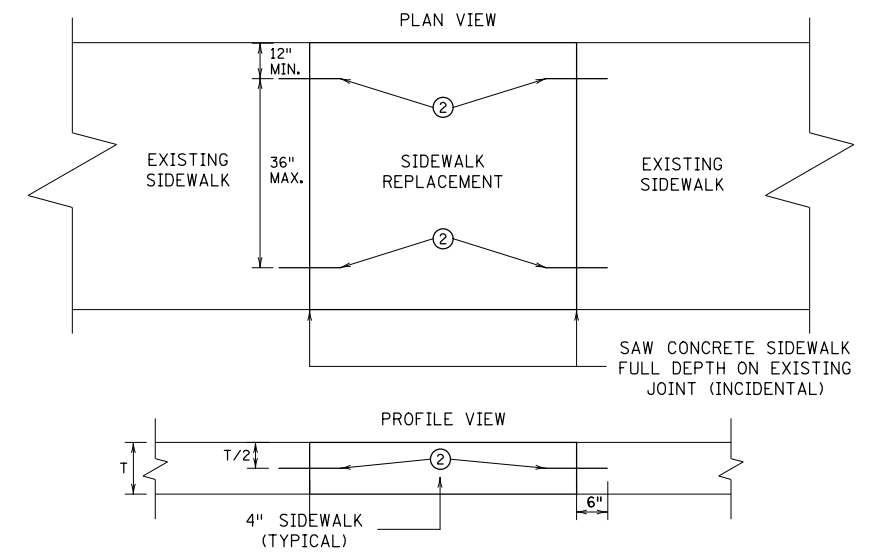 PLAN VIEW
12"
MIN.
2
EXISTING
SIDEWALK
36"
MAX.
SIDEWALK
REPLACEMENT
EXISTING
SIDEWALK
2
SAW CONCRETE SIDEWALK
FULL DEPTH ON EXISTING
JOINT (INCIDENTAL)
PROFILE VIEW
T
T/2
2
6"
4" SIDEWALK
(TYPICAL)